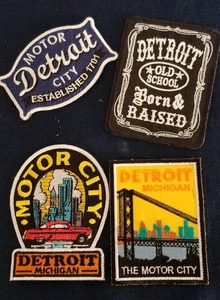 MOTOR
Detroit
CITY
ESTABLISHED 1701
DETROIT
OLD
SCHOOL
Born &
RAISED
MOTOR CITY
DETROIT
MICHIGAN
DETROIT
MICHIGAN
THE MOTOR CITY